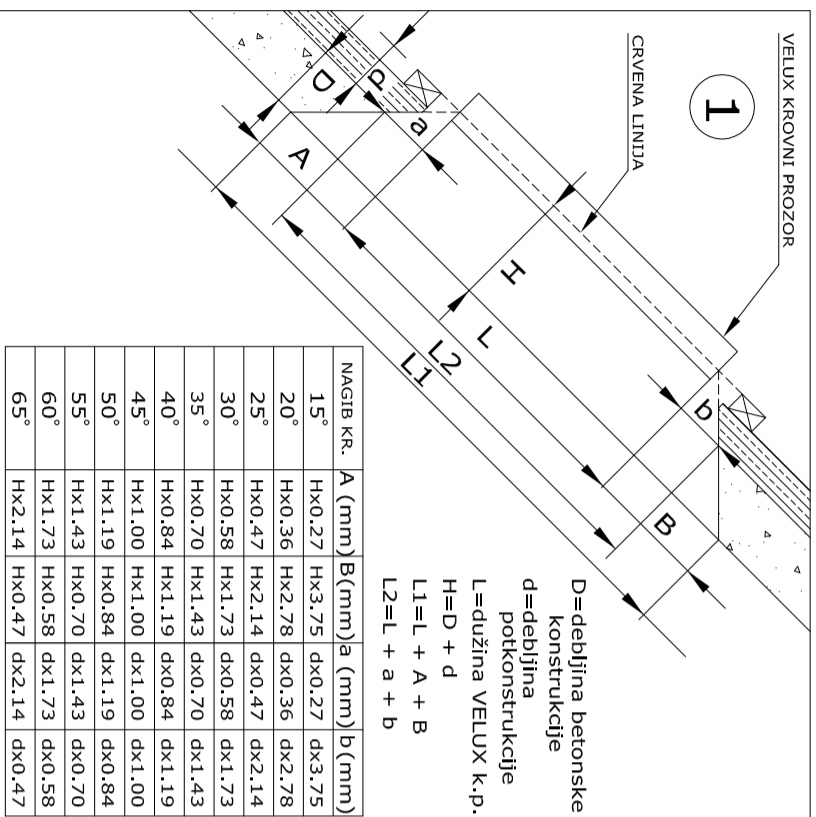 VELUX KROVNI PROZOR
CRVENA LINIJA
1
D
d
a
A
H
L
L2
L1
b
B
D=debljina betonske
konstrukcije
d=debljina
potkonstrukcije
L=dužina VELUX k.p.
H=D + d
L1=L + A + B
L2=L + a + b
NAGIB KR. A (mm) B(mm) a (mm) b(mm)
15° Hx0.27 Hx3.75 dx0.27 dx3.75
20° Hx0.36 Hx2.78 dx0.36 dx2.78
25° Hx0.47 Hx2.14 dx0.47 dx2.14
30° Hx0.58 Hx1.73 dx0.58 dx1.73
35° Hx0.70 Hx1.43 dx0.70 dx1.43
40° Hx0.84 Hx1.19 dx0.84 dx1.19
45° Hx1.00 Hx1.00 dx1.00 dx1.00
50° Hx1.19 Hx0.84 dx1.19 dx0.84
55° Hx1.43 Hx0.70 dx1.43 dx0.70
60° Hx1.73 Hx0.58 dx1.73 dx0.58
65° Hx2.14 Hx0.47 dx2.14 dx0.47